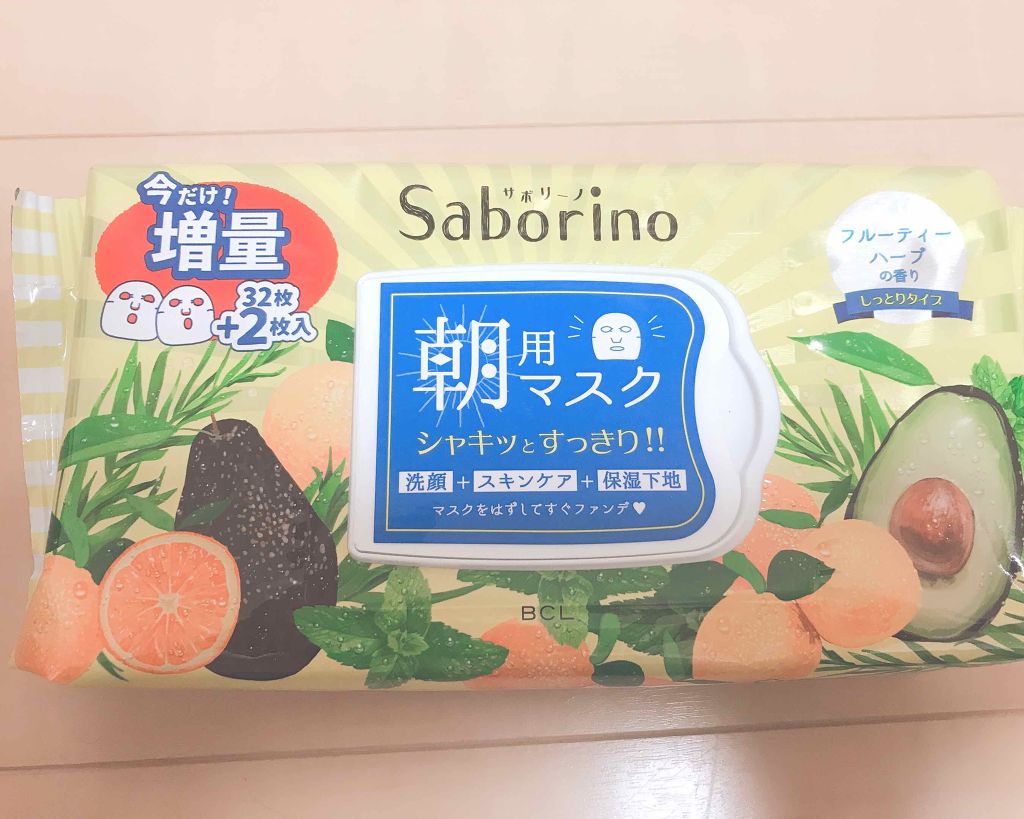 今だけ!
増量
32枚
+2枚入
サボリーノ
Saborino
フルーティー
ハーブ
の香り
しっとりタイプ
朝用
マスク
シャキッとすっきり!!
洗顔+スキンケア+保湿下地
マスクをはずしてすぐファンデ♥
BCL